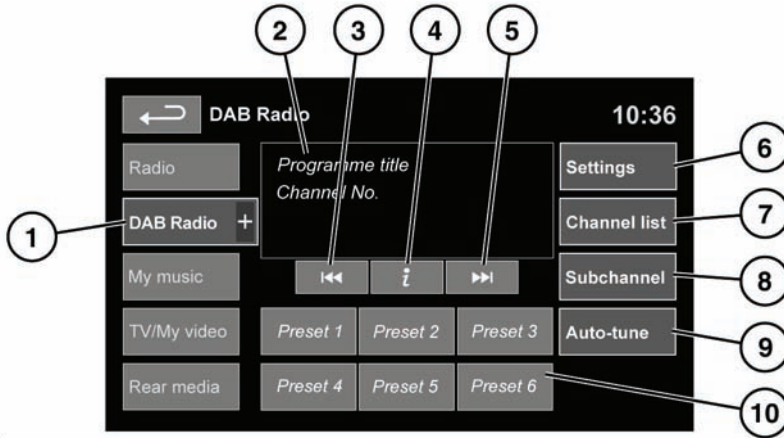 2 3 4 5
DAB Radio 10:36
Radio
Programme title
Channel No.
Settings
6
1
DAB Radio +
Channel list
7
My music
i
Subchannel
8
TV/My video
Preset 1 Preset 2 Preset 3
Auto-tune
9
Rear media
Preset 4 Preset 5 Preset 6
10